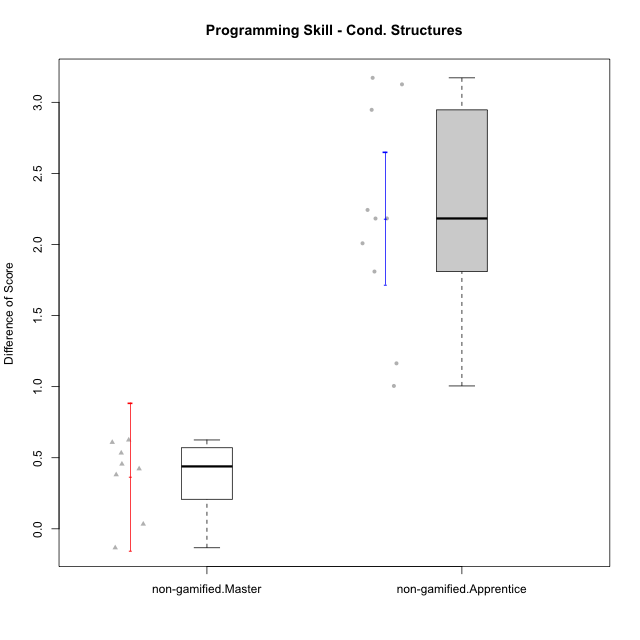 Programming Skill - Cond. Structures
Difference of Score
3.0
2.5
2.0
1.5
1.0
0.5
0.0
non-gamified.Master
non-gamified.Apprentice